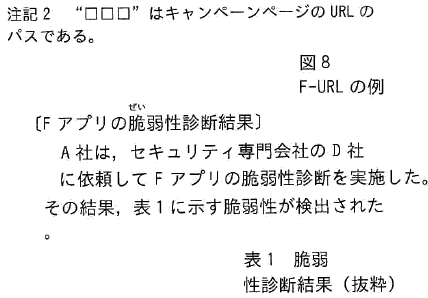 注記2 “□□□”はキャンペーンページのURLの
パスである。
図8
F-URLの例
ぜい
〔Fアプリの脆弱性診断結果〕
A社は，セキュリティ専門会社のD社
に依頼してFアプリの脆弱性診断を実施した。
その結果，表1に示す脆弱性が検出された
。
表1 脆弱
性診断結果（抜粋）